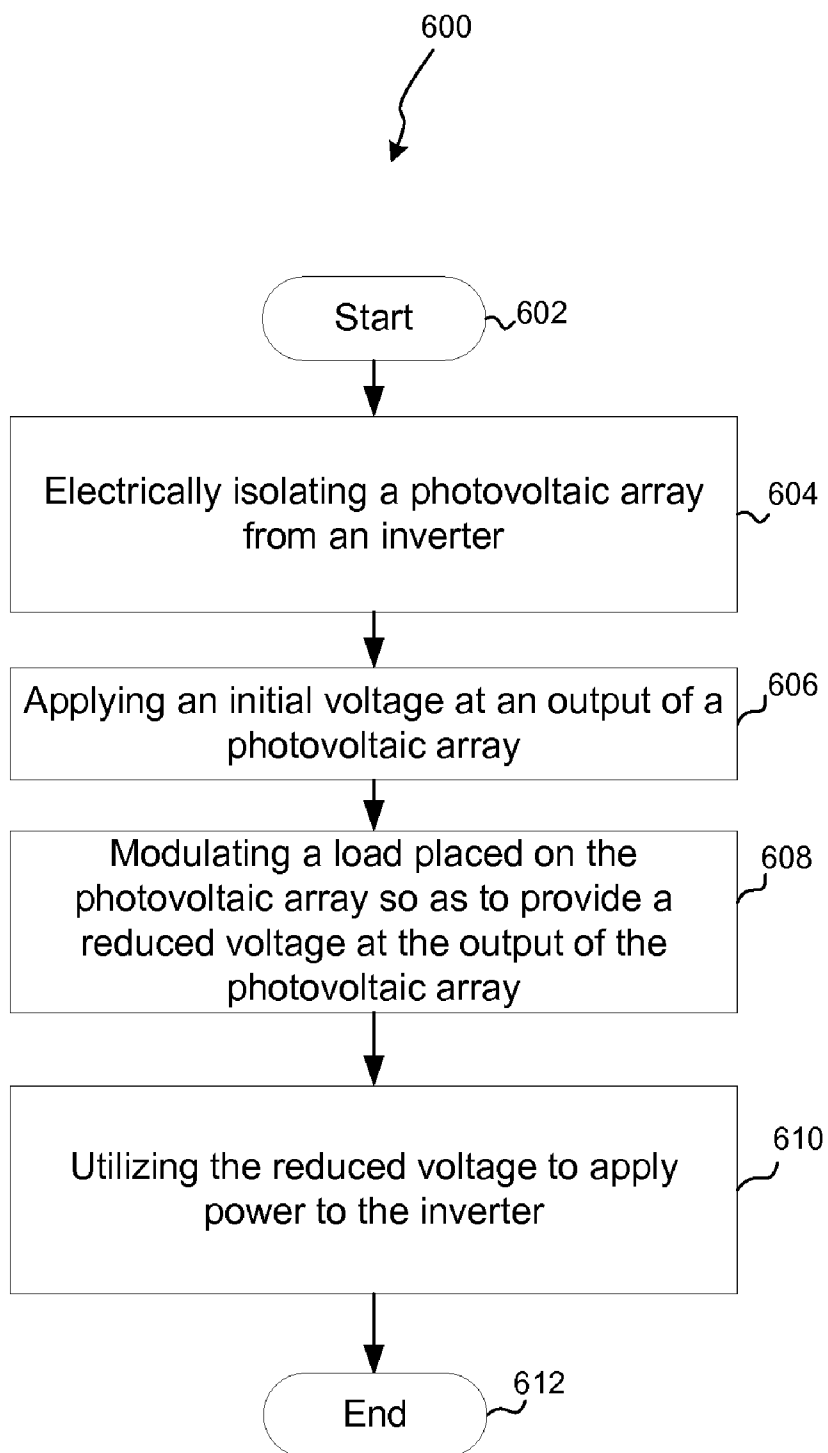 600
Start
602
Electrically isolating a photovoltaic array
from an inverter
604
Applying an initial voltage at an output of a
photovoltaic array
606
Modulating a load placed on the
photovoltaic array so as to provide a
reduced voltage at the output of the
photovoltaic array
608
Utilizing the reduced voltage to apply
power to the inverter
610
End
612